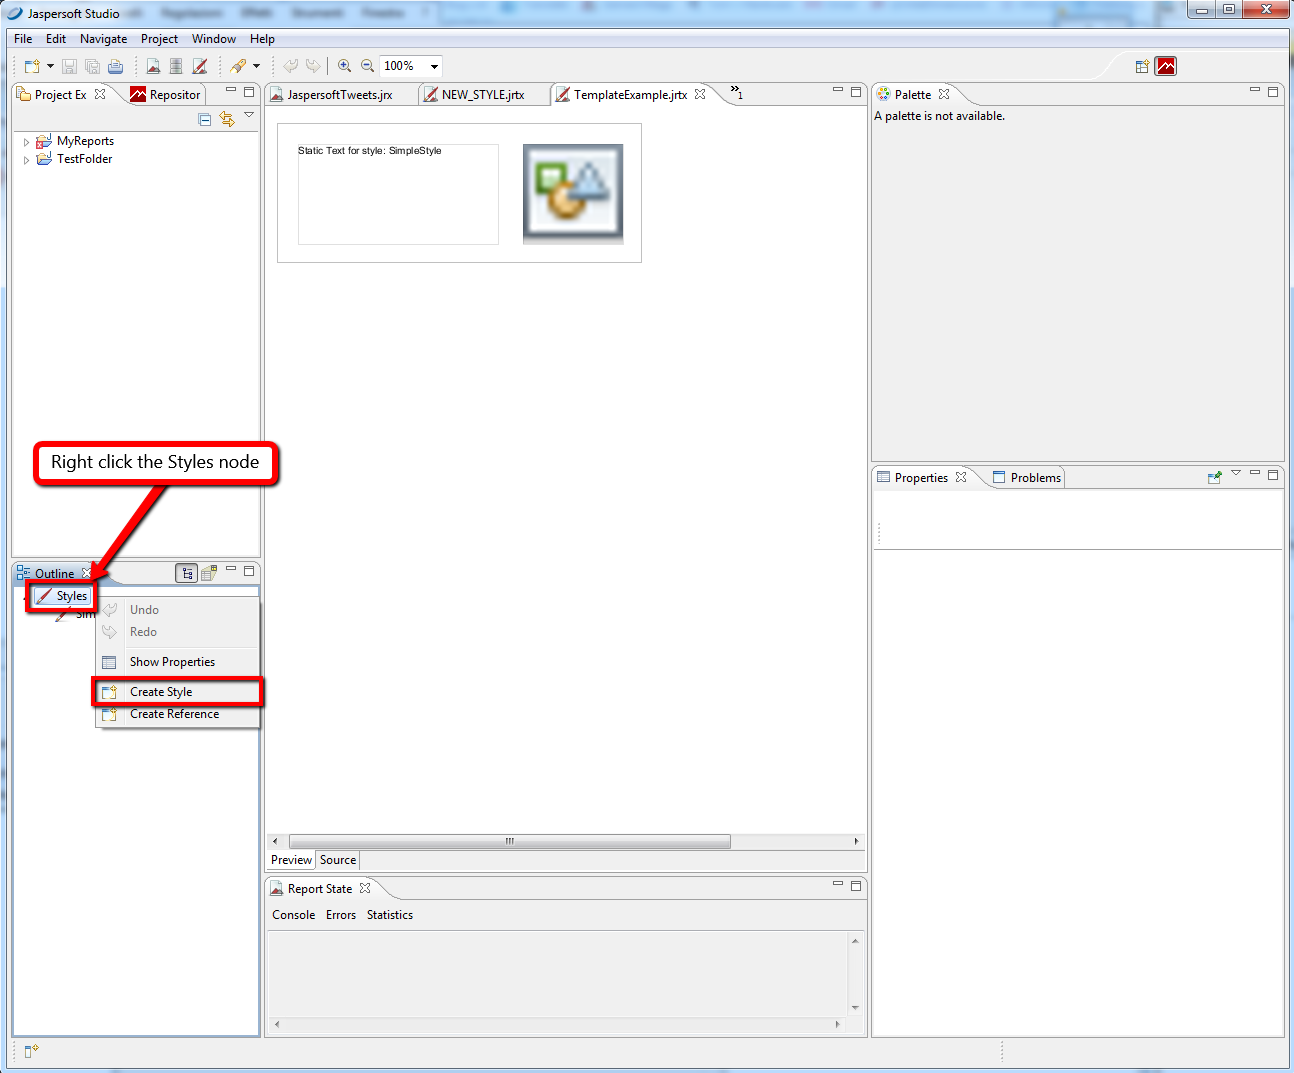 Jaspersoft Studio
File Edit Navigate Project Window Help
100%
Project Ex Repositor
JaspersoftTweets.jrx NEW_STYLE.jrtx TemplateExample.jrtx »1
Palette
A palette is not available.
MyReports
TestFolder
Static Text for style: SimpleStyle
Right click the Styles node
Properties Problems
Outline
Styles
Sim
Undo
Redo
Show Properties
Create Style
Create Reference
Preview Source
Report State
Console Errors Statistics